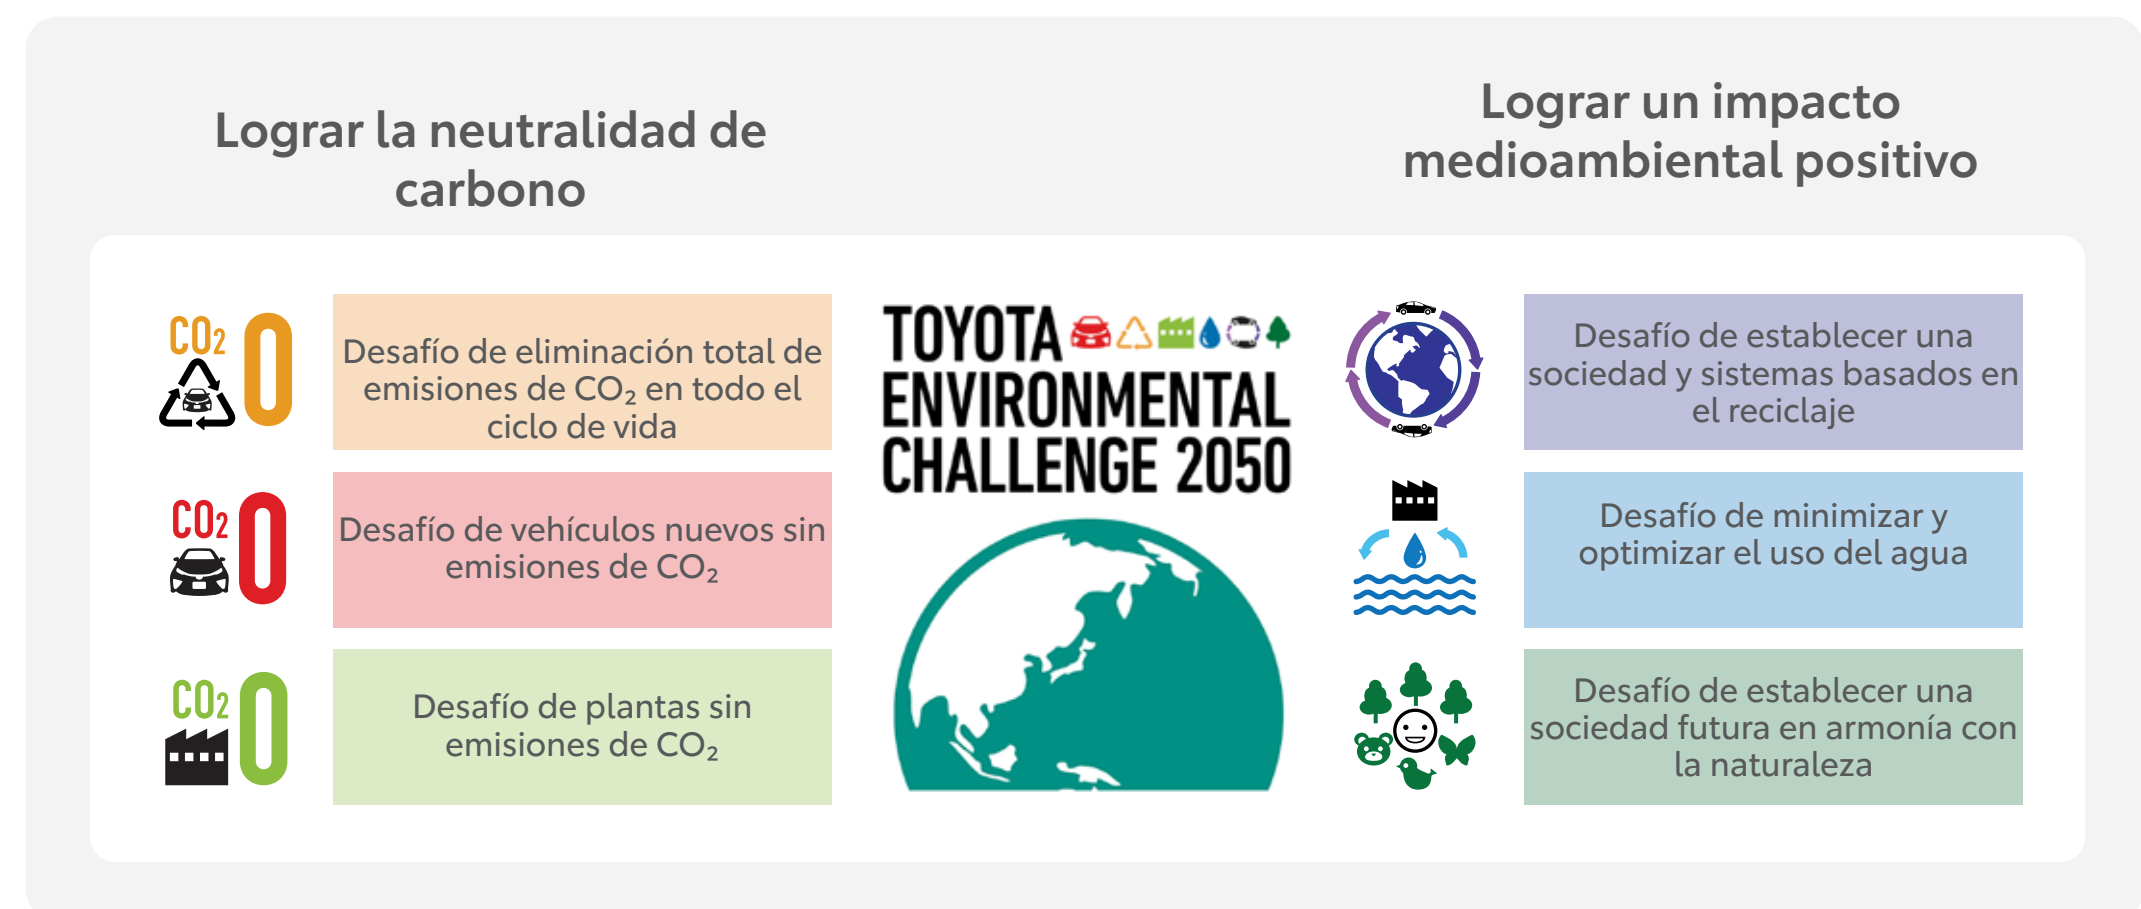 Lograr la neutralidad de
carbono
Lograr un impacto
medioambiental positivo
CO₂ 0
Desafío de eliminación total de
emisiones de CO₂ en todo el
ciclo de vida
CO₂ 0
Desafío de vehículos nuevos sin
emisiones de CO₂
CO₂ 0
Desafío de plantas sin
emisiones de CO₂
TOYOTA
ENVIRONMENTAL
CHALLENGE 2050
Desafío de establecer una
sociedad y sistemas basados en
el reciclaje
Desafío de minimizar y
optimizar el uso del agua
Desafío de establecer una
sociedad futura en armonía con
la naturaleza